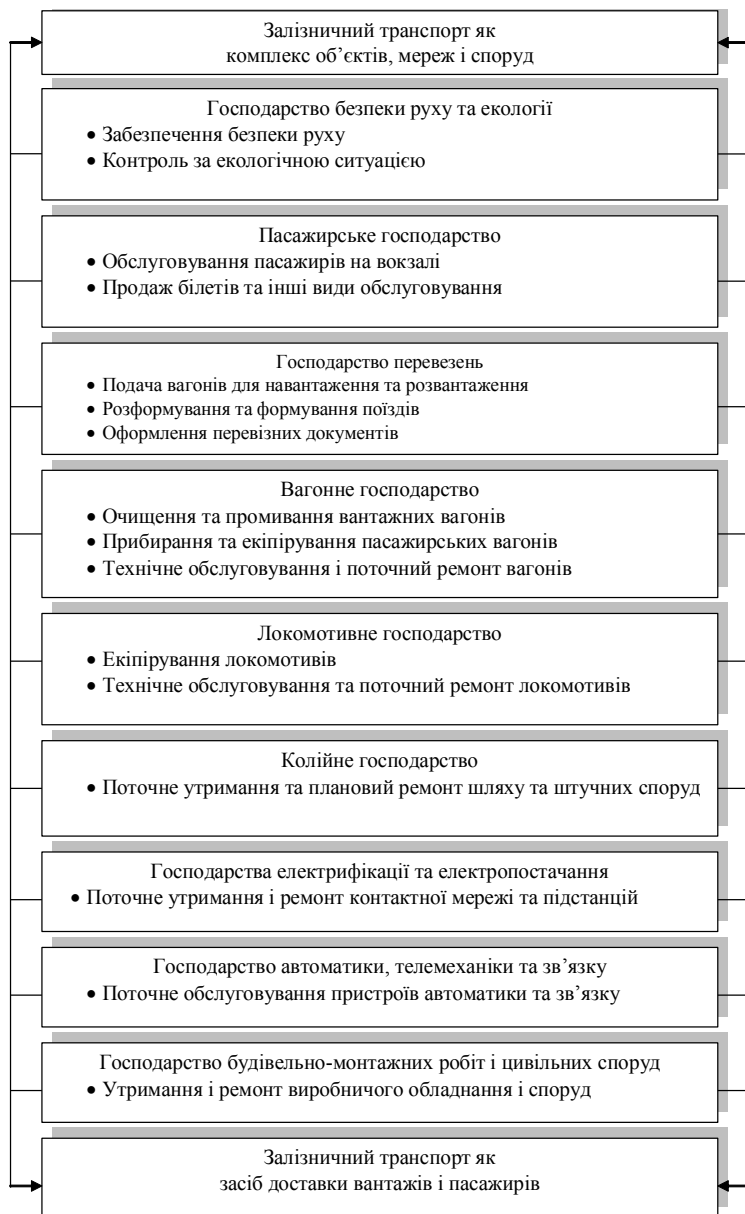 Залізничний транспорт як
комплекс об’єктів, мереж і споруд
Господарство безпеки руху та екології
• Забезпечення безпеки руху
• Контроль за екологічною ситуацією
Пасажирське господарство
• Обслуговування пасажирів на вокзалі
• Продаж білетів та інші види обслуговування
Господарство перевезень
• Подача вагонів для навантаження та розвантаження
• Розформування та формування поїздів
• Оформлення перевізних документів
Вагонне господарство
• Очищення та промивання вантажних вагонів
• Прибирання та екіпірування пасажирських вагонів
• Технічне обслуговування і поточний ремонт вагонів
Локомотивне господарство
• Екіпірування локомотивів
• Технічне обслуговування та поточний ремонт локомотивів
Колійне господарство
• Поточне утримання та плановий ремонт шляху та штучних споруд
Господарства електрифікації та електропостачання
• Поточне утримання і ремонт контактної мережі та підстанцій
Господарство автоматики, телемеханіки та зв’язку
• Поточне обслуговування пристроїв автоматики та зв’язку
Господарство будівельно-монтажних робіт і цивільних споруд
• Утримання і ремонт виробничого обладнання і споруд
Залізничний транспорт як
засіб доставки вантажів і пасажирів